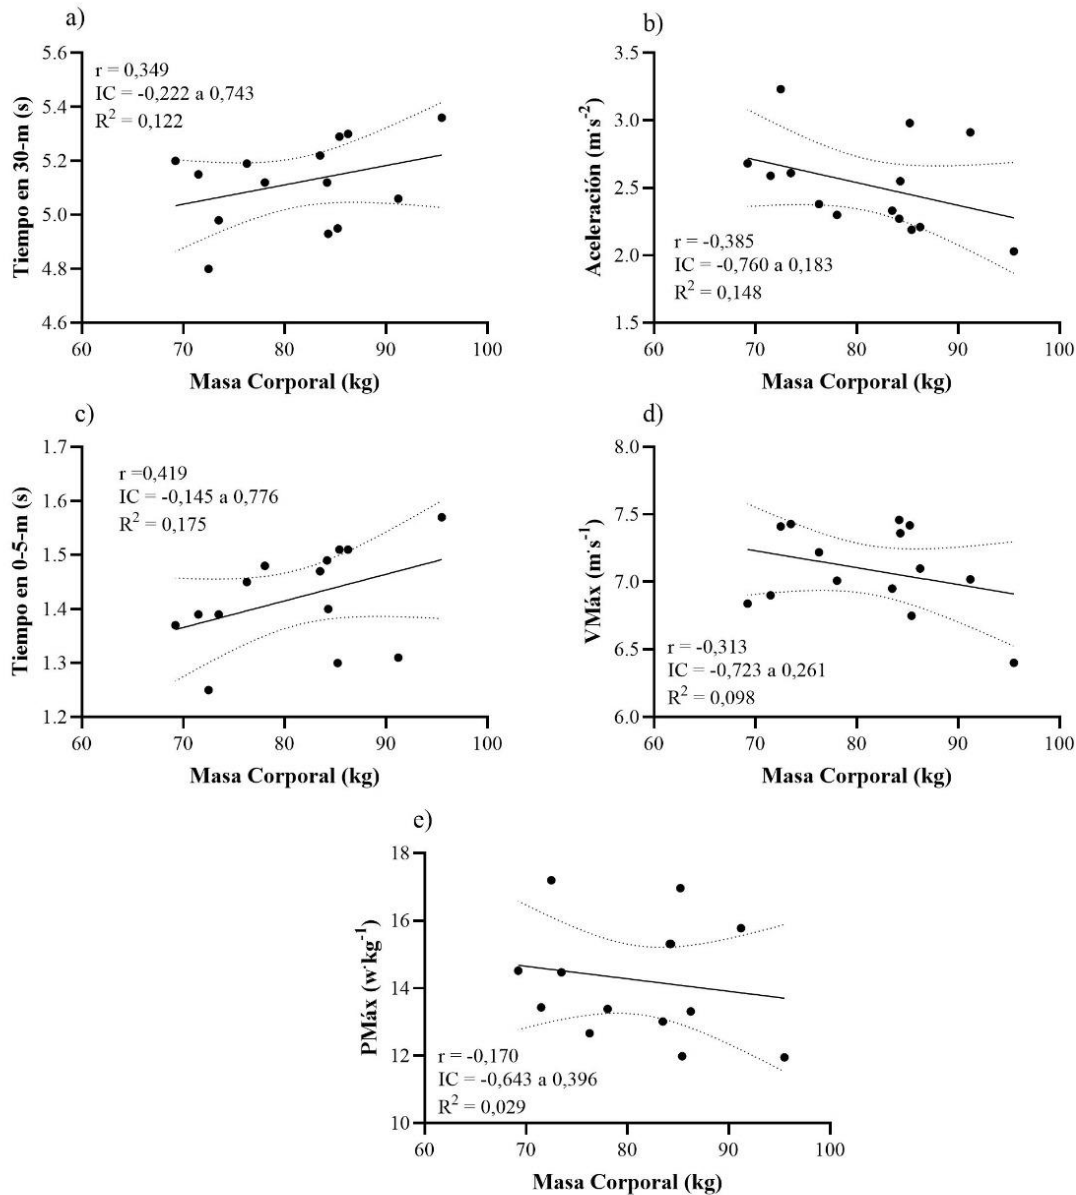 a)
5.6
5.4
5.2
5.0
4.8
4.6
Tiempo en 30-m (s)
r = 0,349
IC = -0,222 a 0,743
R² = 0,122
60 70 80 90 100
Masa Corporal (kg)
b)
3.5
3.0
2.5
2.0
1.5
Aceleración (m·s⁻²)
r = -0,385
IC = -0,760 a 0,183
R² = 0,148
60 70 80 90 100
Masa Corporal (kg)
c)
1.7
1.6
1.5
1.4
1.3
1.2
Tiempo en 0-5-m (s)
r =0,419
IC = -0,145 a 0,776
R² = 0,175
60 70 80 90 100
Masa Corporal (kg)
d)
8.0
7.5
7.0
6.5
6.0
VMáx (m·s⁻¹)
r = -0,313
IC = -0,723 a 0,261
R² = 0,098
60 70 80 90 100
Masa Corporal (kg)
e)
18
16
14
12
10
PMáx (w·kg⁻¹)
r = -0,170
IC = -0,643 a 0,396
R² = 0,029
60 70 80 90 100
Masa Corporal (kg)